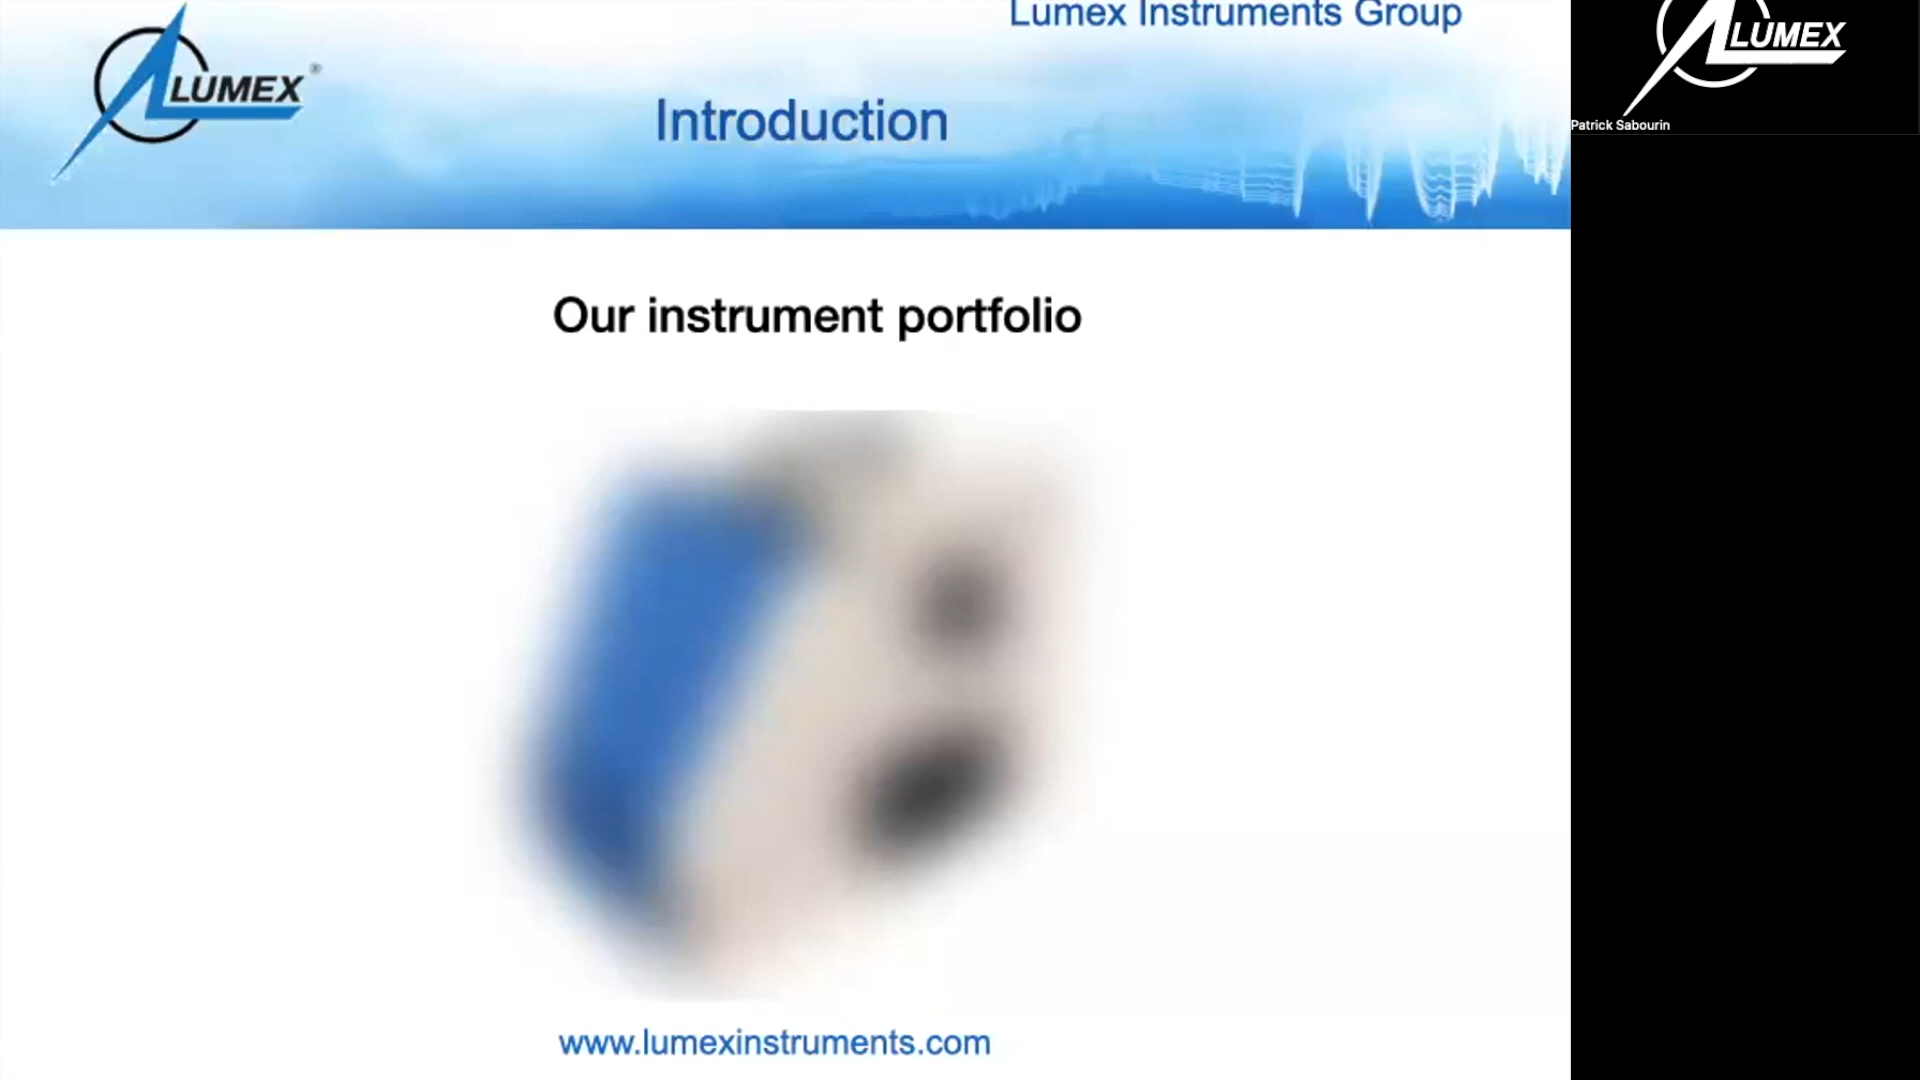 Lumex Instruments Group
LUMEX®
Introduction
Our instrument portfolio
www.lumexinstruments.com
LUMEX
Patrick Sabourin